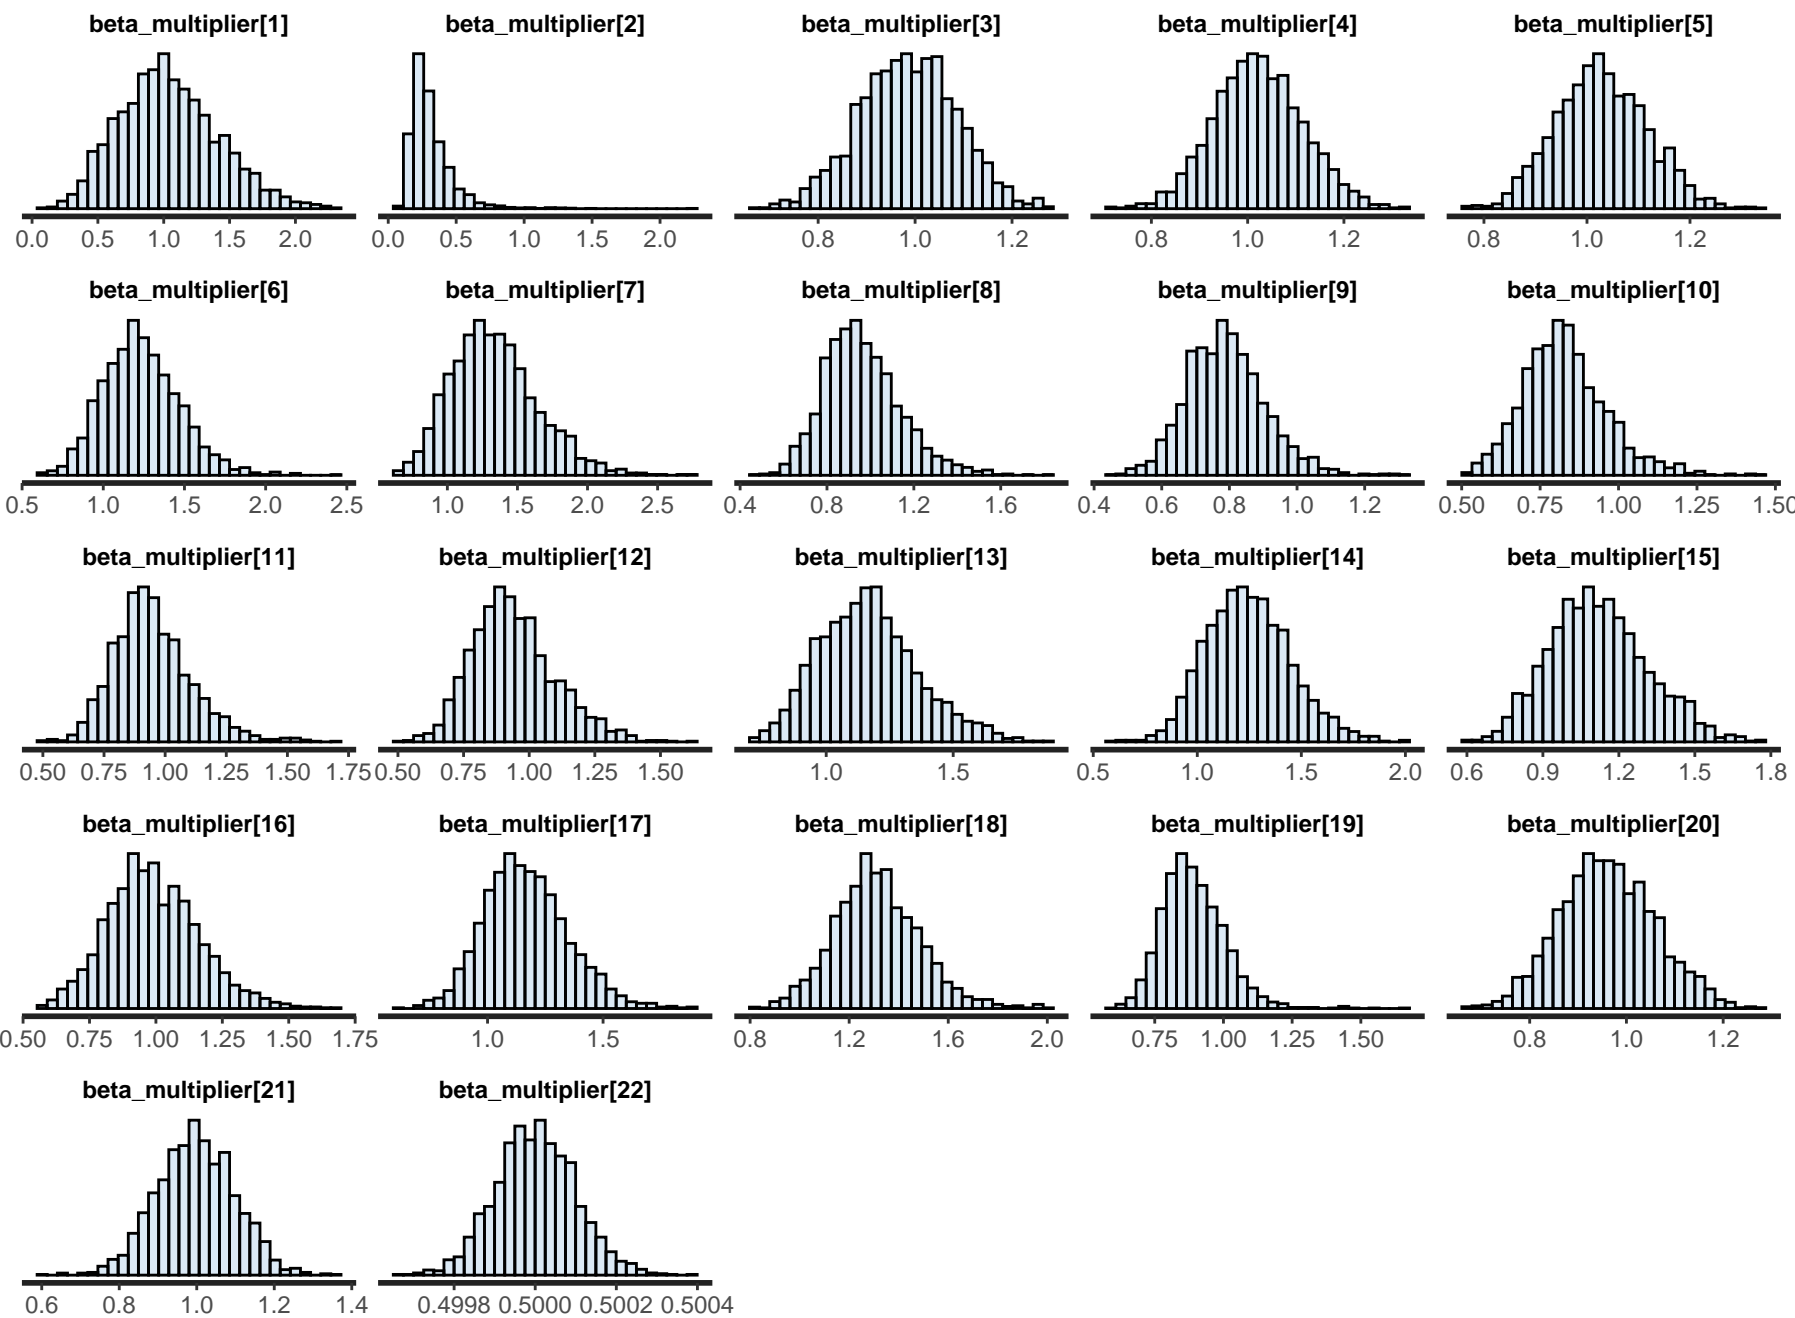 beta_multiplier[1] beta_multiplier[2] beta_multiplier[3] beta_multiplier[4] beta_multiplier[5]
0.0 0.5 1.0 1.5 2.0 0.0 0.5 1.0 1.5 2.0 0.8 1.0 1.2 0.8 1.0 1.2 0.8 1.0 1.2
beta_multiplier[6] beta_multiplier[7] beta_multiplier[8] beta_multiplier[9] beta_multiplier[10]
0.5 1.0 1.5 2.0 2.5 1.0 1.5 2.0 2.5 0.4 0.8 1.2 1.6 0.4 0.6 0.8 1.0 1.2 0.50 0.75 1.00 1.25 1.50
beta_multiplier[11] beta_multiplier[12] beta_multiplier[13] beta_multiplier[14] beta_multiplier[15]
0.50 0.75 1.00 1.25 1.50 1.75 0.50 0.75 1.00 1.25 1.50 1.0 1.5 0.5 1.0 1.5 2.0 0.6 0.9 1.2 1.5 1.8
beta_multiplier[16] beta_multiplier[17] beta_multiplier[18] beta_multiplier[19] beta_multiplier[20]
0.50 0.75 1.00 1.25 1.50 1.75 1.0 1.5 0.8 1.2 1.6 2.0 0.75 1.00 1.25 1.50 0.8 1.0 1.2
beta_multiplier[21] beta_multiplier[22]
0.6 0.8 1.0 1.2 1.4 0.4998 0.5000 0.5002 0.5004